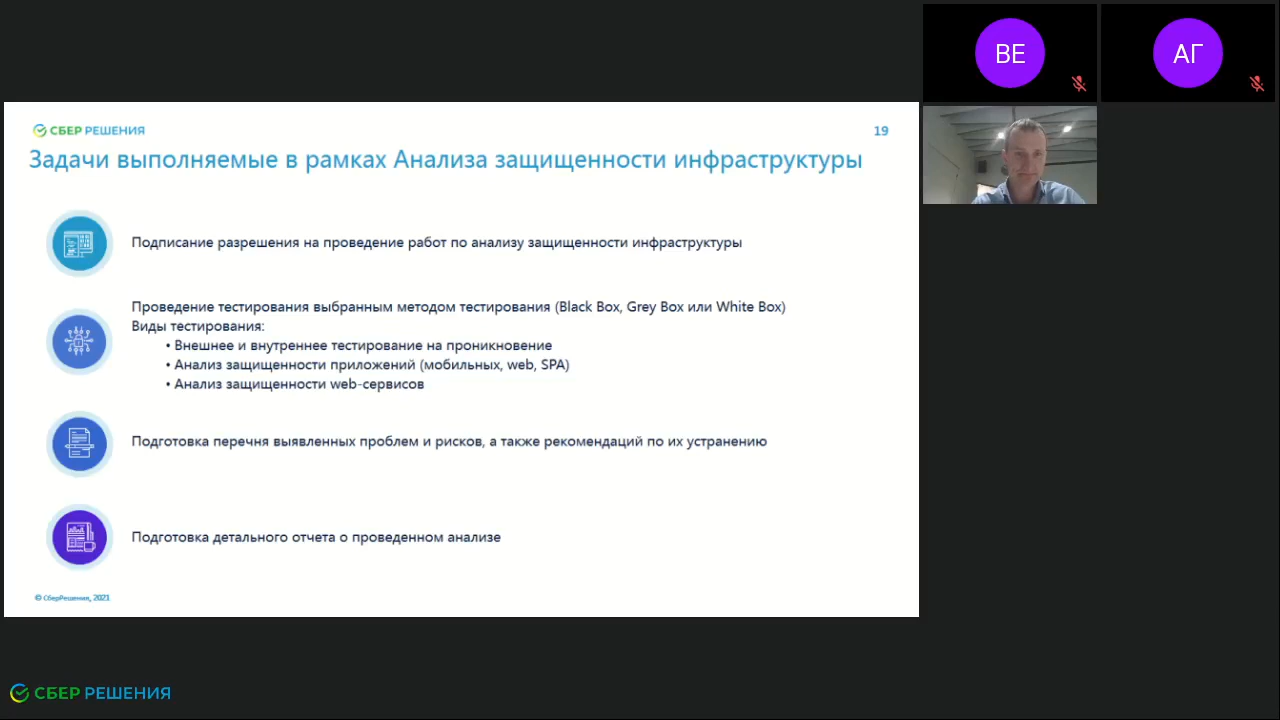 ВЕ
АГ
СБЕР РЕШЕНИЯ
19
Задачи выполняемые в рамках Анализа защищенности инфраструктуры
Подписание разрешения на проведение работ по анализу защищенности инфраструктуры
Проведение тестирования выбранным методом тестирования (Black Box, Grey Box или White Box)
Виды тестирования:
• Внешнее и внутреннее тестирование на проникновение
• Анализ защищенности приложений (мобильных, web, SPA)
• Анализ защищенности web-сервисов
Подготовка перечня выявленных проблем и рисков, а также рекомендаций по их устранению
Подготовка детального отчета о проведенном анализе
© СберРешения, 2021
СБЕР РЕШЕНИЯ